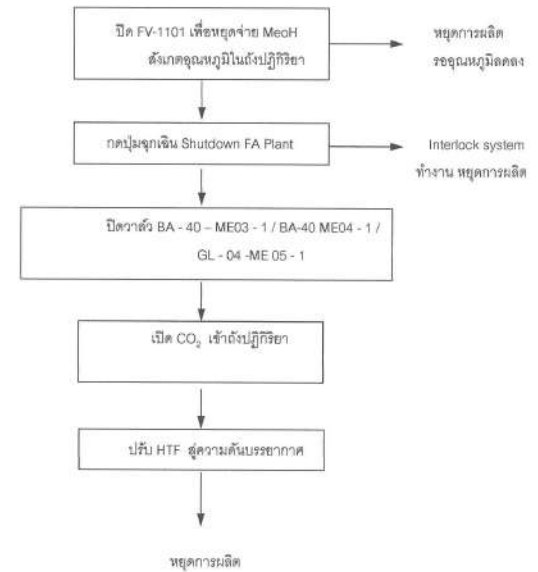 ปิด FV-1101 เพื่อหยุดจ่าย MeoH
สังเกตอุณหภูมิในถังปฏิกิริยา
หยุดการผลิต
รออุณหภูมิลดลง
กดปุ่มฉุกเฉิน Shutdown FA Plant
Interlock system
ทำงาน หยุดการผลิต
ปิดวาล์ว BA - 40 – ME03 - 1 / BA-40 ME04 - 1 /
GL - 04 -ME 05 - 1
เปิด CO₂ เข้าถังปฏิกิริยา
ปรับ HTF สู่ความดันบรรยากาศ
หยุดการผลิต